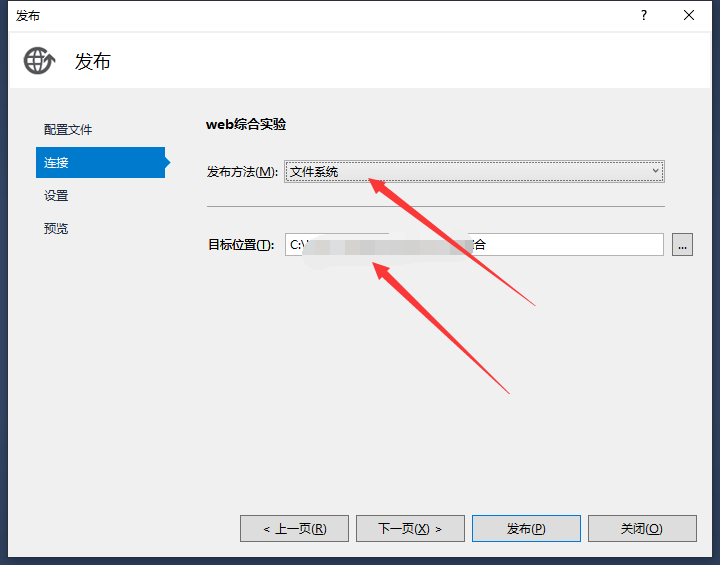 发布
?
发布
配置文件
连接
设置
预览
web综合实验
发布方法(M): 文件系统
目标位置(T): C:\ 合 ...
< 上一页(R) 下一页(X) > 发布(P) 关闭(O)